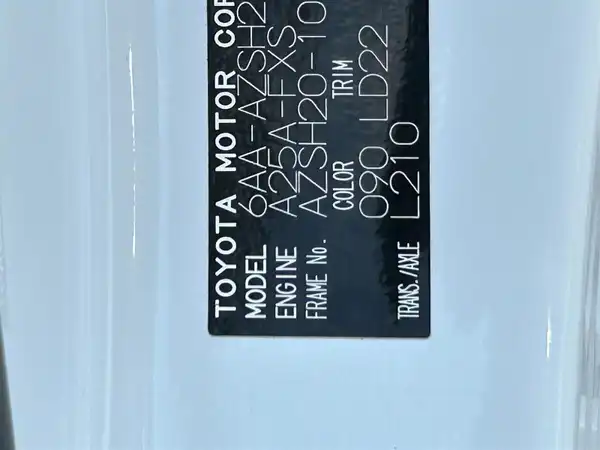 TOYOTA MOTOR COR
MODEL 6AA-AZSH2
ENGINE A25A-FXS
FRAME No. AZSH20-10
COLOR TRIM
090 LD22
TRANS./AXLE L210